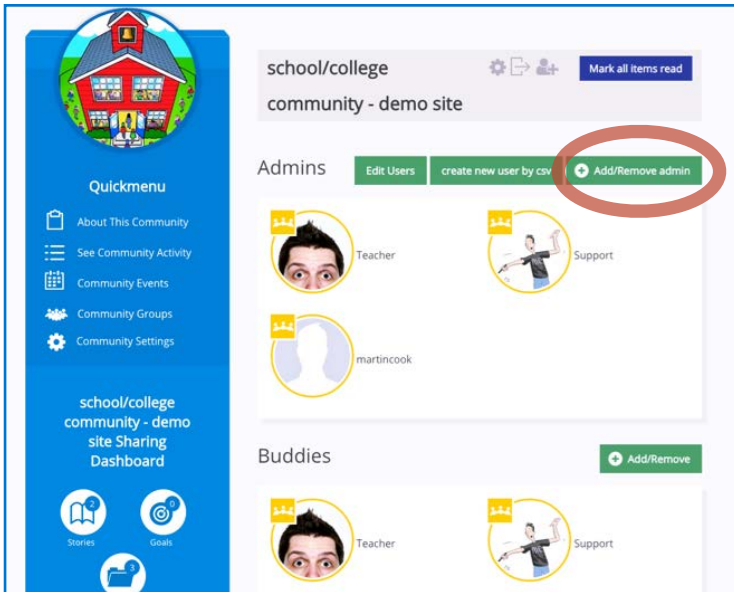 school/college
community - demo site
Mark all items read
Admins
Edit Users
create new user by csv
Add/Remove admin
Teacher
Support
martincook
Buddies
Add/Remove
Teacher
Support
Quickmenu
About This Community
See Community Activity
Community Events
Community Groups
Community Settings
school/college
community - demo
site Sharing
Dashboard
2
Stories
0
Goals
3